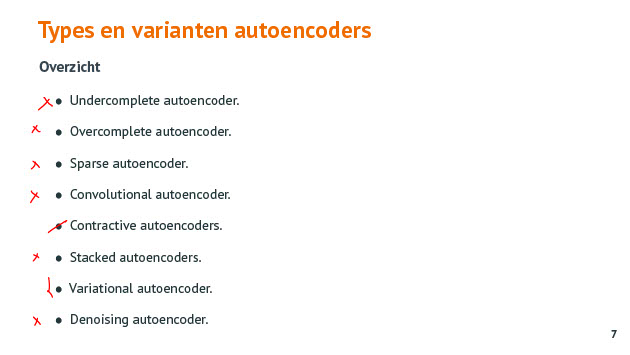 Types en varianten autoencoders
Overzicht
● Undercomplete autoencoder.
● Overcomplete autoencoder.
● Sparse autoencoder.
● Convolutional autoencoder.
● Contractive autoencoders.
● Stacked autoencoders.
● Variational autoencoder.
● Denoising autoencoder.
7